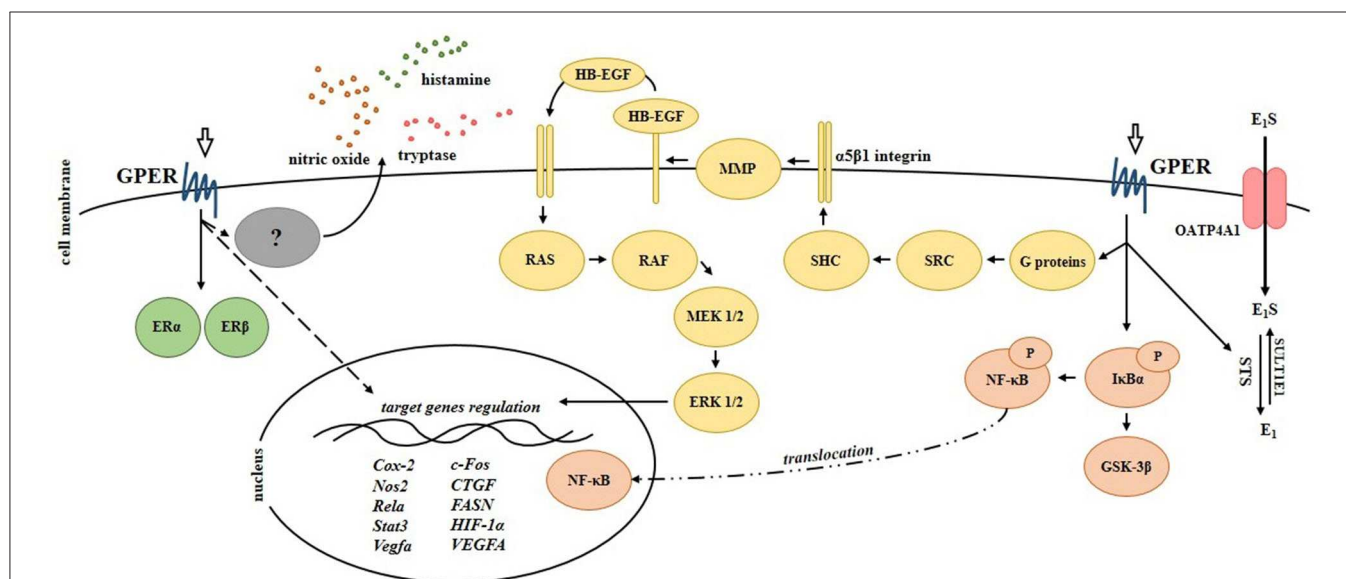 histamine
nitric oxide
tryptase
HB-EGF
HB-EGF
MMP
α5β1 integrin
GPER
GPER
E₁S
OATP4A1
cell membrane
?
RAS
RAF
SHC
SRC
G proteins
ERα
ERβ
MEK 1/2
ERK 1/2
NF-κB
P
IκBα
P
GSK-3β
E₁S
STS
SULT1E1
E₁
translocation
nucleus
target genes regulation
Cox-2 c-Fos
Nos2 CTGF
Rela FASN
Stat3 HIF-1α
Vegfa VEGFA
NF-κB